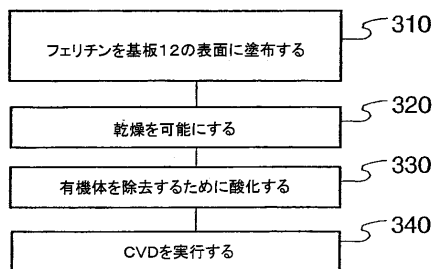 フェリチンを基板12の表面に塗布する
310
乾燥を可能にする
320
有機体を除去するために酸化する
330
CVDを実行する
340